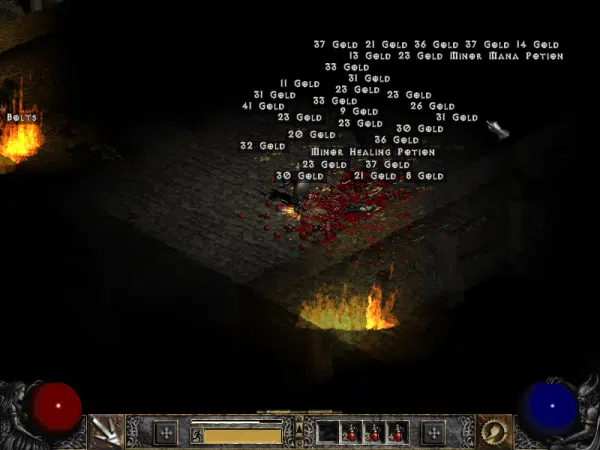 37 Gold 21 Gold 36 Gold 37 Gold 14 Gold
13 Gold 23 Gold Minor Mana Potion
33 Gold
31 Gold
11 Gold
23 Gold
31 Gold 23 Gold
33 Gold
41 Gold 26 Gold
9 Gold
Bolts 23 Gold 31 Gold
23 Gold
30 Gold
20 Gold
36 Gold
32 Gold
Minor Healing Potion
23 Gold 37 Gold
30 Gold 21 Gold 8 Gold
2 3 4